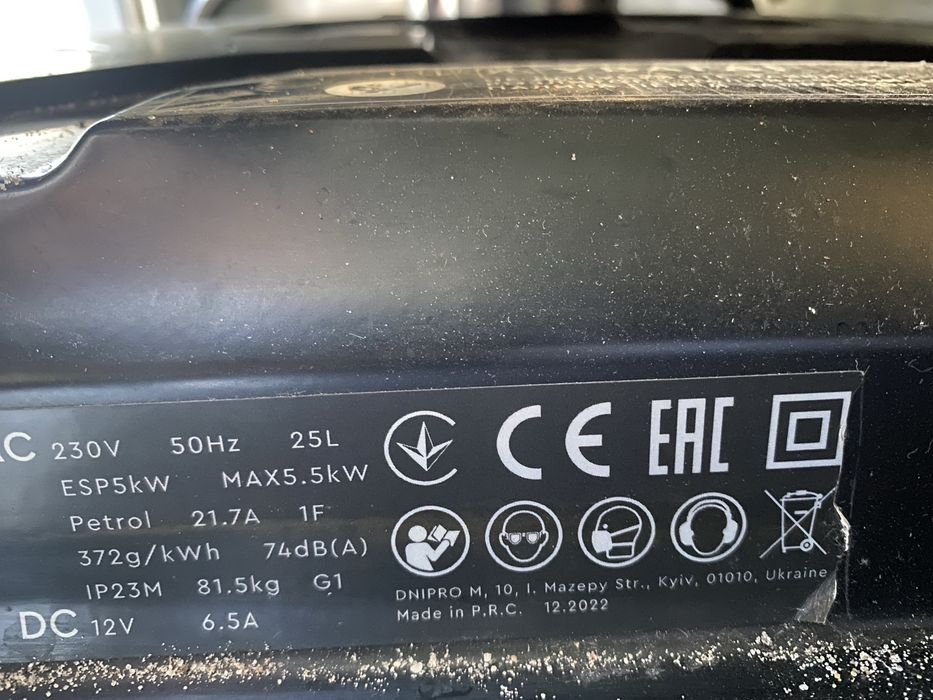 AC 230V 50Hz 25L
ESP5kW MAX5.5kW
Petrol 21.7A 1F
372g/kWh 74dB(A)
IP23M 81.5kg G1
DC 12V 6.5A
CE EAC
DNIPRO M, 10, I. Mazepy Str., Kyiv, 01010, Ukraine
Made in P.R.C. 12.2022